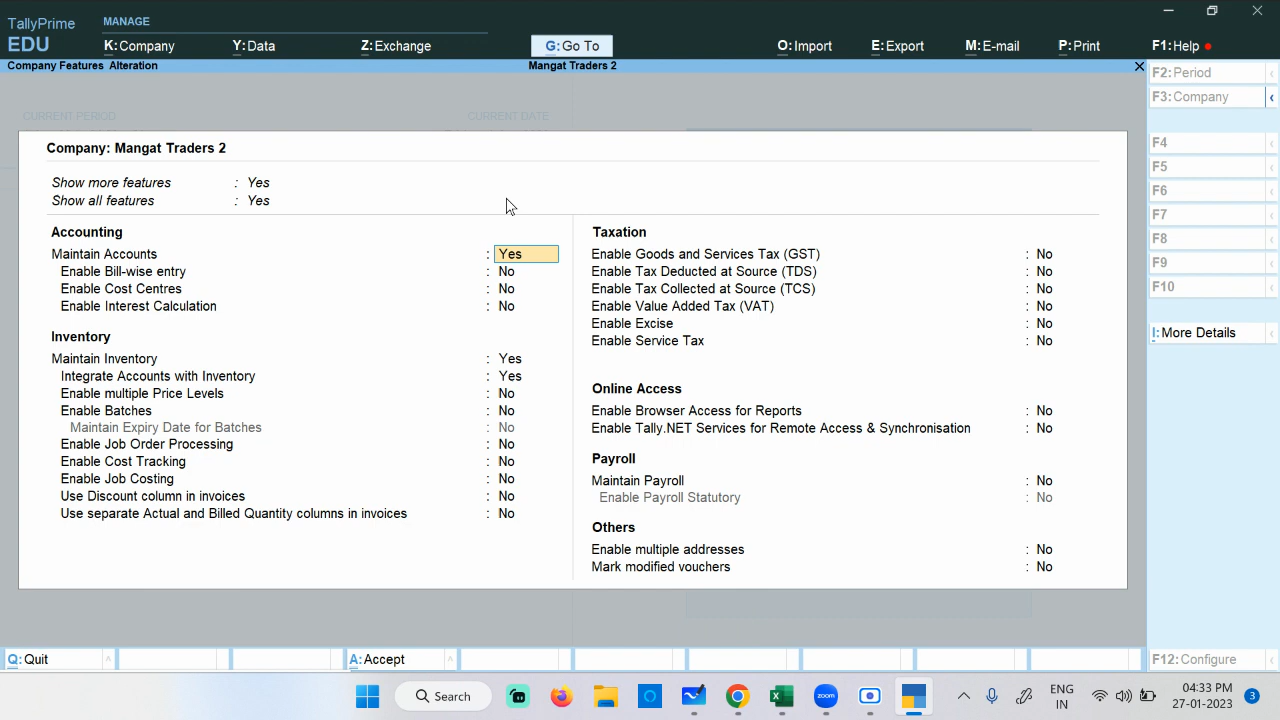 TallyPrime
EDU
MANAGE
K:Company
Y:Data
Z:Exchange
G:Go To
O:Import
E:Export
M:E-mail
P:Print
F1:Help
Company Features Alteration
Mangat Traders 2
CURRENT PERIOD
CURRENT DATE
Company: Mangat Traders 2
Show more features : Yes
Show all features : Yes
Accounting
Maintain Accounts : Yes
Enable Bill-wise entry : No
Enable Cost Centres : No
Enable Interest Calculation : No
Inventory
Maintain Inventory : Yes
Integrate Accounts with Inventory : Yes
Enable multiple Price Levels : No
Enable Batches : No
Maintain Expiry Date for Batches : No
Enable Job Order Processing : No
Enable Cost Tracking : No
Enable Job Costing : No
Use Discount column in invoices : No
Use separate Actual and Billed Quantity columns in invoices : No
Taxation
Enable Goods and Services Tax (GST) : No
Enable Tax Deducted at Source (TDS) : No
Enable Tax Collected at Source (TCS) : No
Enable Value Added Tax (VAT) : No
Enable Excise : No
Enable Service Tax : No
Online Access
Enable Browser Access for Reports : No
Enable Tally.NET Services for Remote Access & Synchronisation : No
Payroll
Maintain Payroll : No
Enable Payroll Statutory : No
Others
Enable multiple addresses : No
Mark modified vouchers : No
F2:Period
F3:Company
F4
F5
F6
F7
F8
F9
F10
I:More Details
F12:Configure
Q:Quit
A:Accept
Search
zoom
ENG
IN
04:33 PM
27-01-2023
3